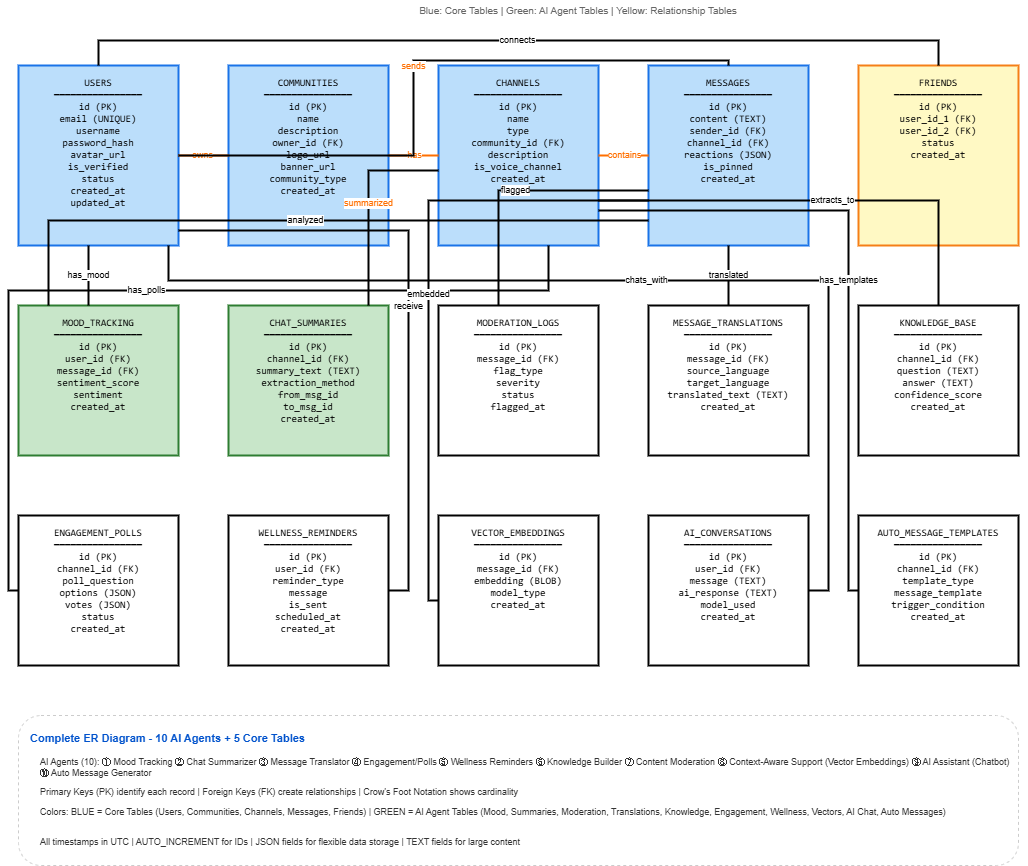 Blue: Core Tables | Green: AI Agent Tables | Yellow: Relationship Tables
connects
sends
USERS
id (PK)
email (UNIQUE)
username
password_hash
avatar_url
is_verified
status
created_at
updated_at
owns
COMMUNITIES
id (PK)
name
description
owner_id (FK)
logo_url
banner_url
community_type
created_at
has
CHANNELS
id (PK)
name
type
community_id (FK)
description
is_voice_channel
created_at
contains
MESSAGES
id (PK)
content (TEXT)
sender_id (FK)
channel_id (FK)
reactions (JSON)
is_pinned
created_at
FRIENDS
id (PK)
user_id_1 (FK)
user_id_2 (FK)
status
created_at
flagged
summarized
extracts_to
analyzed
has_mood
chats_with
translated
has_templates
has_polls
embedded
receive
MOOD_TRACKING
id (PK)
user_id (FK)
message_id (FK)
sentiment_score
sentiment
created_at
CHAT_SUMMARIES
id (PK)
channel_id (FK)
summary_text (TEXT)
extraction_method
from_msg_id
to_msg_id
created_at
MODERATION_LOGS
id (PK)
message_id (FK)
flag_type
severity
status
flagged_at
MESSAGE_TRANSLATIONS
id (PK)
message_id (FK)
source_language
target_language
translated_text (TEXT)
created_at
KNOWLEDGE_BASE
id (PK)
channel_id (FK)
question (TEXT)
answer (TEXT)
confidence_score
created_at
ENGAGEMENT_POLLS
id (PK)
channel_id (FK)
poll_question
options (JSON)
votes (JSON)
status
created_at
WELLNESS_REMINDERS
id (PK)
user_id (FK)
reminder_type
message
is_sent
scheduled_at
created_at
VECTOR_EMBEDDINGS
id (PK)
message_id (FK)
embedding (BLOB)
model_type
created_at
AI_CONVERSATIONS
id (PK)
user_id (FK)
message (TEXT)
ai_response (TEXT)
model_used
created_at
AUTO_MESSAGE_TEMPLATES
id (PK)
channel_id (FK)
template_type
message_template
trigger_condition
created_at
Complete ER Diagram - 10 AI Agents + 5 Core Tables
AI Agents (10): ① Mood Tracking ② Chat Summarizer ③ Message Translator ④ Engagement/Polls ⑤ Wellness Reminders ⑥ Knowledge Builder ⑦ Content Moderation ⑧ Context-Aware Support (Vector Embeddings) ⑨ AI Assistant (Chatbot)
⑩ Auto Message Generator
Primary Keys (PK) identify each record | Foreign Keys (FK) create relationships | Crow's Foot Notation shows cardinality
Colors: BLUE = Core Tables (Users, Communities, Channels, Messages, Friends) | GREEN = AI Agent Tables (Mood, Summaries, Moderation, Translations, Knowledge, Engagement, Wellness, Vectors, AI Chat, Auto Messages)
All timestamps in UTC | AUTO_INCREMENT for IDs | JSON fields for flexible data storage | TEXT fields for large content